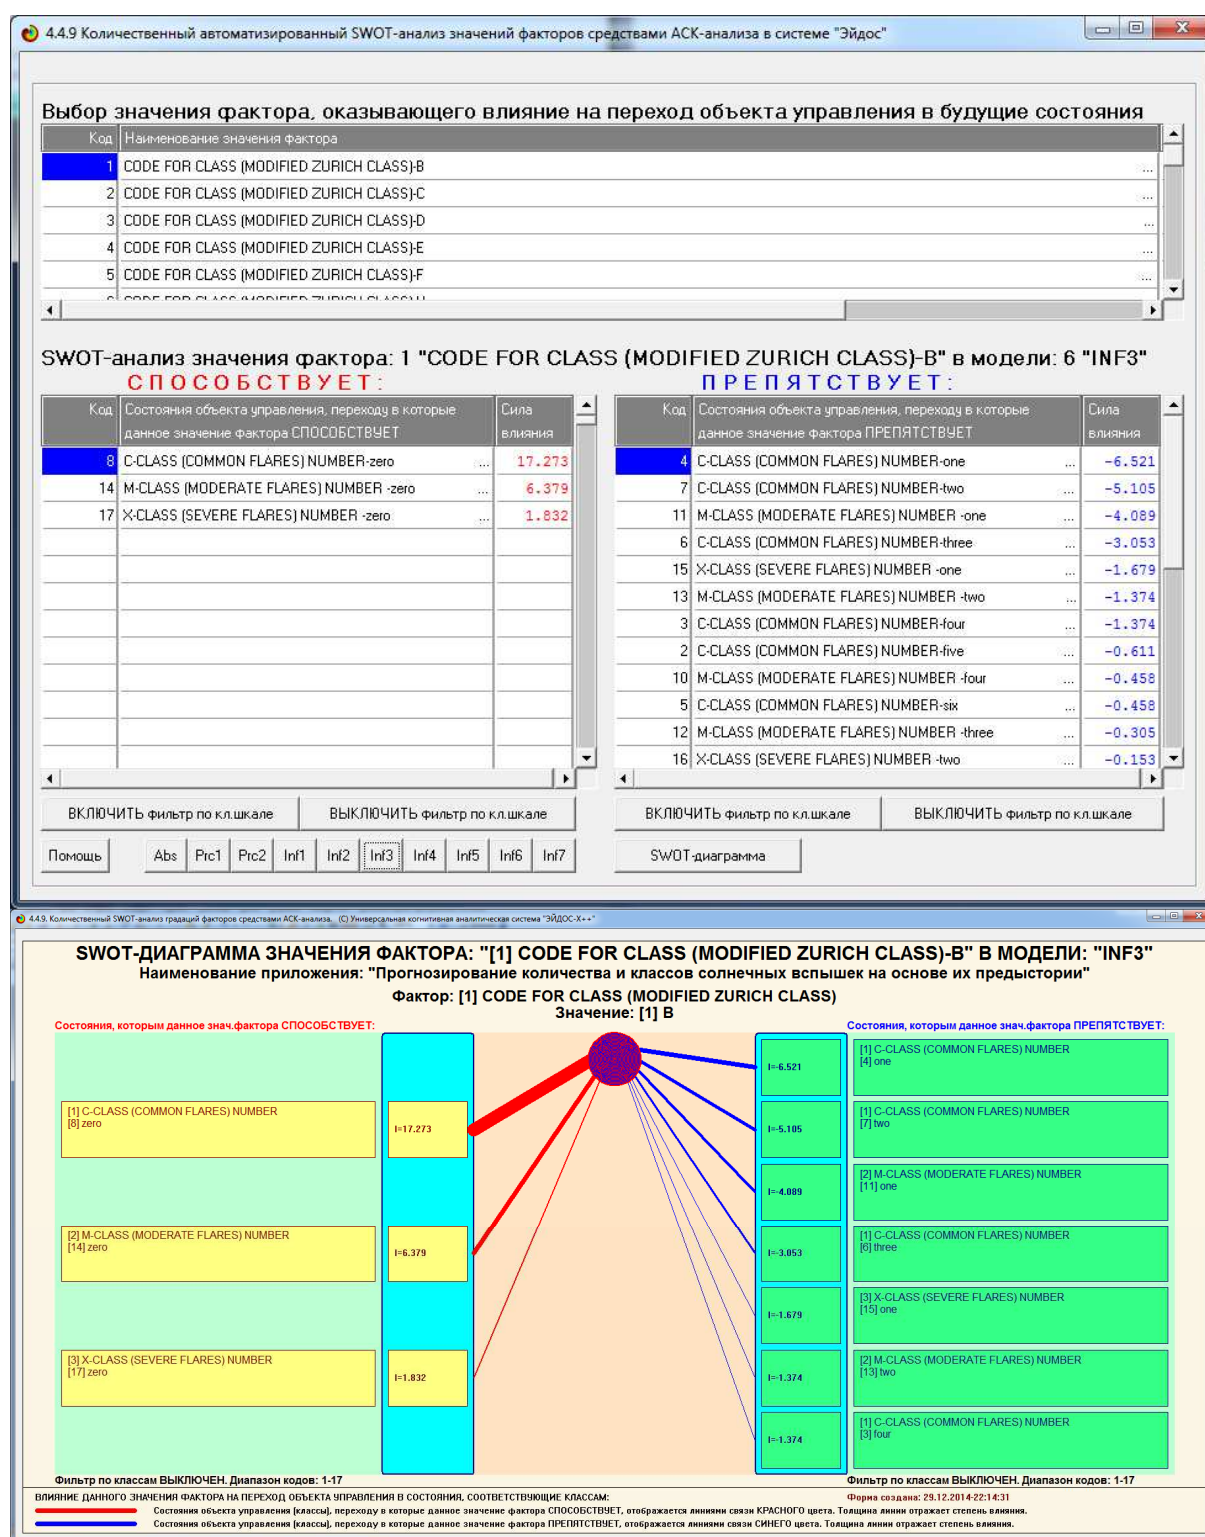 4.4.9 Количественный автоматизированный SWOT-анализ значений факторов средствами АСК-анализа в системе "Эйдос"
Выбор значения фактора, оказывающего влияние на переход объекта управления в будущие состояния
Код Наименование значения фактора
1 CODE FOR CLASS (MODIFIED ZURICH CLASS)-B ...
2 CODE FOR CLASS (MODIFIED ZURICH CLASS)-C ...
3 CODE FOR CLASS (MODIFIED ZURICH CLASS)-D ...
4 CODE FOR CLASS (MODIFIED ZURICH CLASS)-E ...
5 CODE FOR CLASS (MODIFIED ZURICH CLASS)-F ...
SWOT-анализ значения фактора: 1 "CODE FOR CLASS (MODIFIED ZURICH CLASS)-B" в модели: 6 "INF3"
СПОСОБСТВУЕТ: ПРЕПЯТСТВУЕТ:
Код Состояния объекта управления, переходу в которые Сила
данное значение фактора СПОСОБСТВУЕТ влияния
8 C-CLASS (COMMON FLARES) NUMBER-zero ... 17.273
14 M-CLASS (MODERATE FLARES) NUMBER -zero ... 6.379
17 X-CLASS (SEVERE FLARES) NUMBER -zero ... 1.832
Код Состояния объекта управления, переходу в которые Сила
данное значение фактора ПРЕПЯТСТВУЕТ влияния
4 C-CLASS (COMMON FLARES) NUMBER-one ... -6.521
7 C-CLASS (COMMON FLARES) NUMBER-two ... -5.105
11 M-CLASS (MODERATE FLARES) NUMBER -one ... -4.089
6 C-CLASS (COMMON FLARES) NUMBER-three ... -3.053
15 X-CLASS (SEVERE FLARES) NUMBER -one ... -1.679
13 M-CLASS (MODERATE FLARES) NUMBER -two ... -1.374
3 C-CLASS (COMMON FLARES) NUMBER-four ... -1.374
2 C-CLASS (COMMON FLARES) NUMBER-five ... -0.611
10 M-CLASS (MODERATE FLARES) NUMBER -four ... -0.458
5 C-CLASS (COMMON FLARES) NUMBER-six ... -0.458
12 M-CLASS (MODERATE FLARES) NUMBER -three ... -0.305
16 X-CLASS (SEVERE FLARES) NUMBER -two ... -0.153
ВКЛЮЧИТЬ фильтр по кл.шкале ВЫКЛЮЧИТЬ фильтр по кл.шкале ВКЛЮЧИТЬ фильтр по кл.шкале ВЫКЛЮЧИТЬ фильтр по кл.шкале
Помощь Abs Prc1 Prc2 Inf1 Inf2 Inf3 Inf4 Inf5 Inf6 Inf7 SWOT-диаграмма
4.4.9. Количественный SWOT-анализ градаций факторов средствами АСК-анализа. (C) Универсальная когнитивная аналитическая система "ЭЙДОС-X++"
SWOT-ДИАГРАММА ЗНАЧЕНИЯ ФАКТОРА: "[1] CODE FOR CLASS (MODIFIED ZURICH CLASS)-B" В МОДЕЛИ: "INF3"
Наименование приложения: "Прогнозирование количества и классов солнечных вспышек на основе их предыстории"
Фактор: [1] CODE FOR CLASS (MODIFIED ZURICH CLASS)
Значение: [1] B
Состояния, которым данное знач.фактора СПОСОБСТВУЕТ: Состояния, которым данное знач.фактора ПРЕПЯТСТВУЕТ:
[1] C-CLASS (COMMON FLARES) NUMBER
[8] zero
I=17.273
[2] M-CLASS (MODERATE FLARES) NUMBER
[14] zero
I=6.379
[3] X-CLASS (SEVERE FLARES) NUMBER
[17] zero
I=1.832
I=-6.521
[1] C-CLASS (COMMON FLARES) NUMBER
[4] one
I=-5.105
[1] C-CLASS (COMMON FLARES) NUMBER
[7] two
I=-4.089
[2] M-CLASS (MODERATE FLARES) NUMBER
[11] one
I=-3.053
[1] C-CLASS (COMMON FLARES) NUMBER
[6] three
I=-1.679
[3] X-CLASS (SEVERE FLARES) NUMBER
[15] one
I=-1.374
[2] M-CLASS (MODERATE FLARES) NUMBER
[13] two
I=-1.374
[1] C-CLASS (COMMON FLARES) NUMBER
[3] four
Фильтр по классам ВЫКЛЮЧЕН. Диапазон кодов: 1-17 Фильтр по классам ВЫКЛЮЧЕН. Диапазон кодов: 1-17
ВЛИЯНИЕ ДАННОГО ЗНАЧЕНИЯ ФАКТОРА НА ПЕРЕХОД ОБЪЕКТА УПРАВЛЕНИЯ В СОСТОЯНИЯ, СООТВЕТСТВУЮЩИЕ КЛАССАМ: Форма создана: 29.12.2014-22:14:31
Состояния объекта управления (классы), переходу в которые данное значение фактора СПОСОБСТВУЕТ, отображается линиями связи КРАСНОГО цвета. Толщина линии отражает степень влияния.
Состояния объекта управления (классы), переходу в которые данное значение фактора ПРЕПЯТСТВУЕТ, отображается линиями связи СИНЕГО цвета. Толщина линии отражает степень влияния.